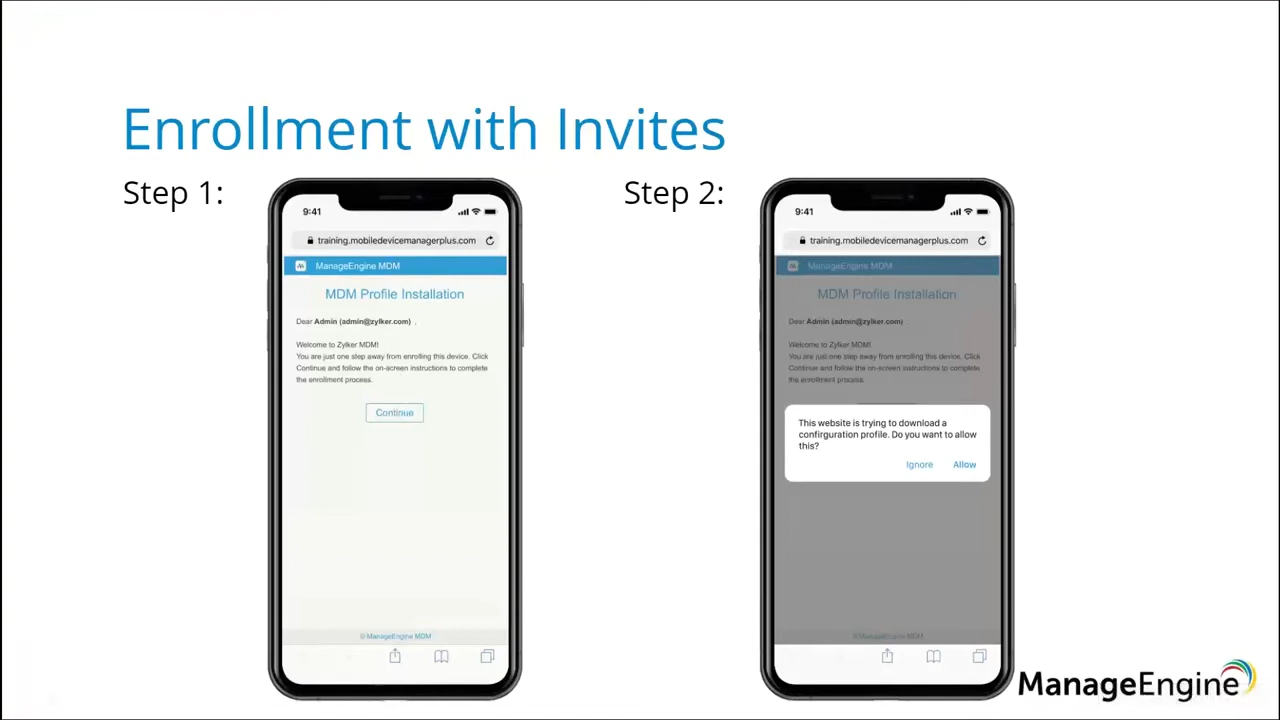 Enrollment with Invites
Step 1:
9:41
training.mobiledevicemanagerplus.com
ManageEngine MDM
MDM Profile Installation
Dear Admin (admin@zylker.com) .
Welcome to Zylker MDM!
You are just one step away from enrolling this device. Click
Continue and follow the on-screen instructions to complete
the enrollment process.
Continue
© ManageEngine MDM
Step 2:
9:41
training.mobiledevicemanagerplus.com
ManageEngine MDM
MDM Profile Installation
Dear Admin (admin@zylker.com)
Welcome to Zylker MDM!
You are just one step away from enrolling this device. Click
Continue and follow the on-screen instructions to complete
the enrollment process.
This website is trying to download a
confirguration profile. Do you want to allow
this?
Ignore Allow
© ManageEngine MDM
ManageEngine